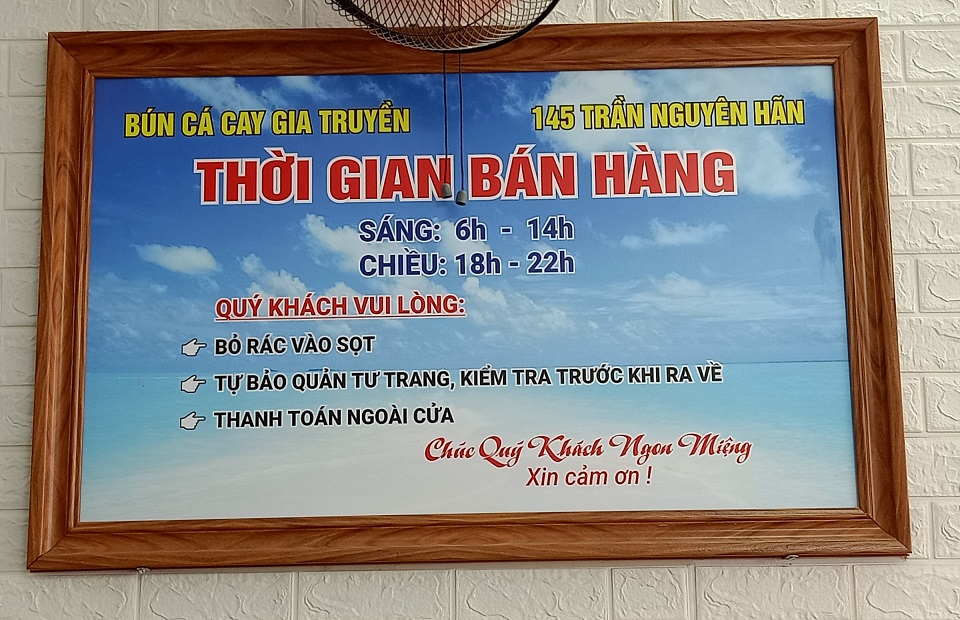 BÚN CÁ CAY GIA TRUYỀN
145 TRẦN NGUYÊN HÃN
THỜI GIAN BÁN HÀNG
SÁNG: 6h - 14h
CHIỀU: 18h - 22h
QUÝ KHÁCH VUI LÒNG:
BỎ RÁC VÀO SỌT
TỰ BẢO QUẢN TƯ TRANG, KIỂM TRA TRƯỚC KHI RA VỀ
THANH TOÁN NGOÀI CỬA
Chúc Quý Khách Ngon Miệng
Xin cảm ơn !